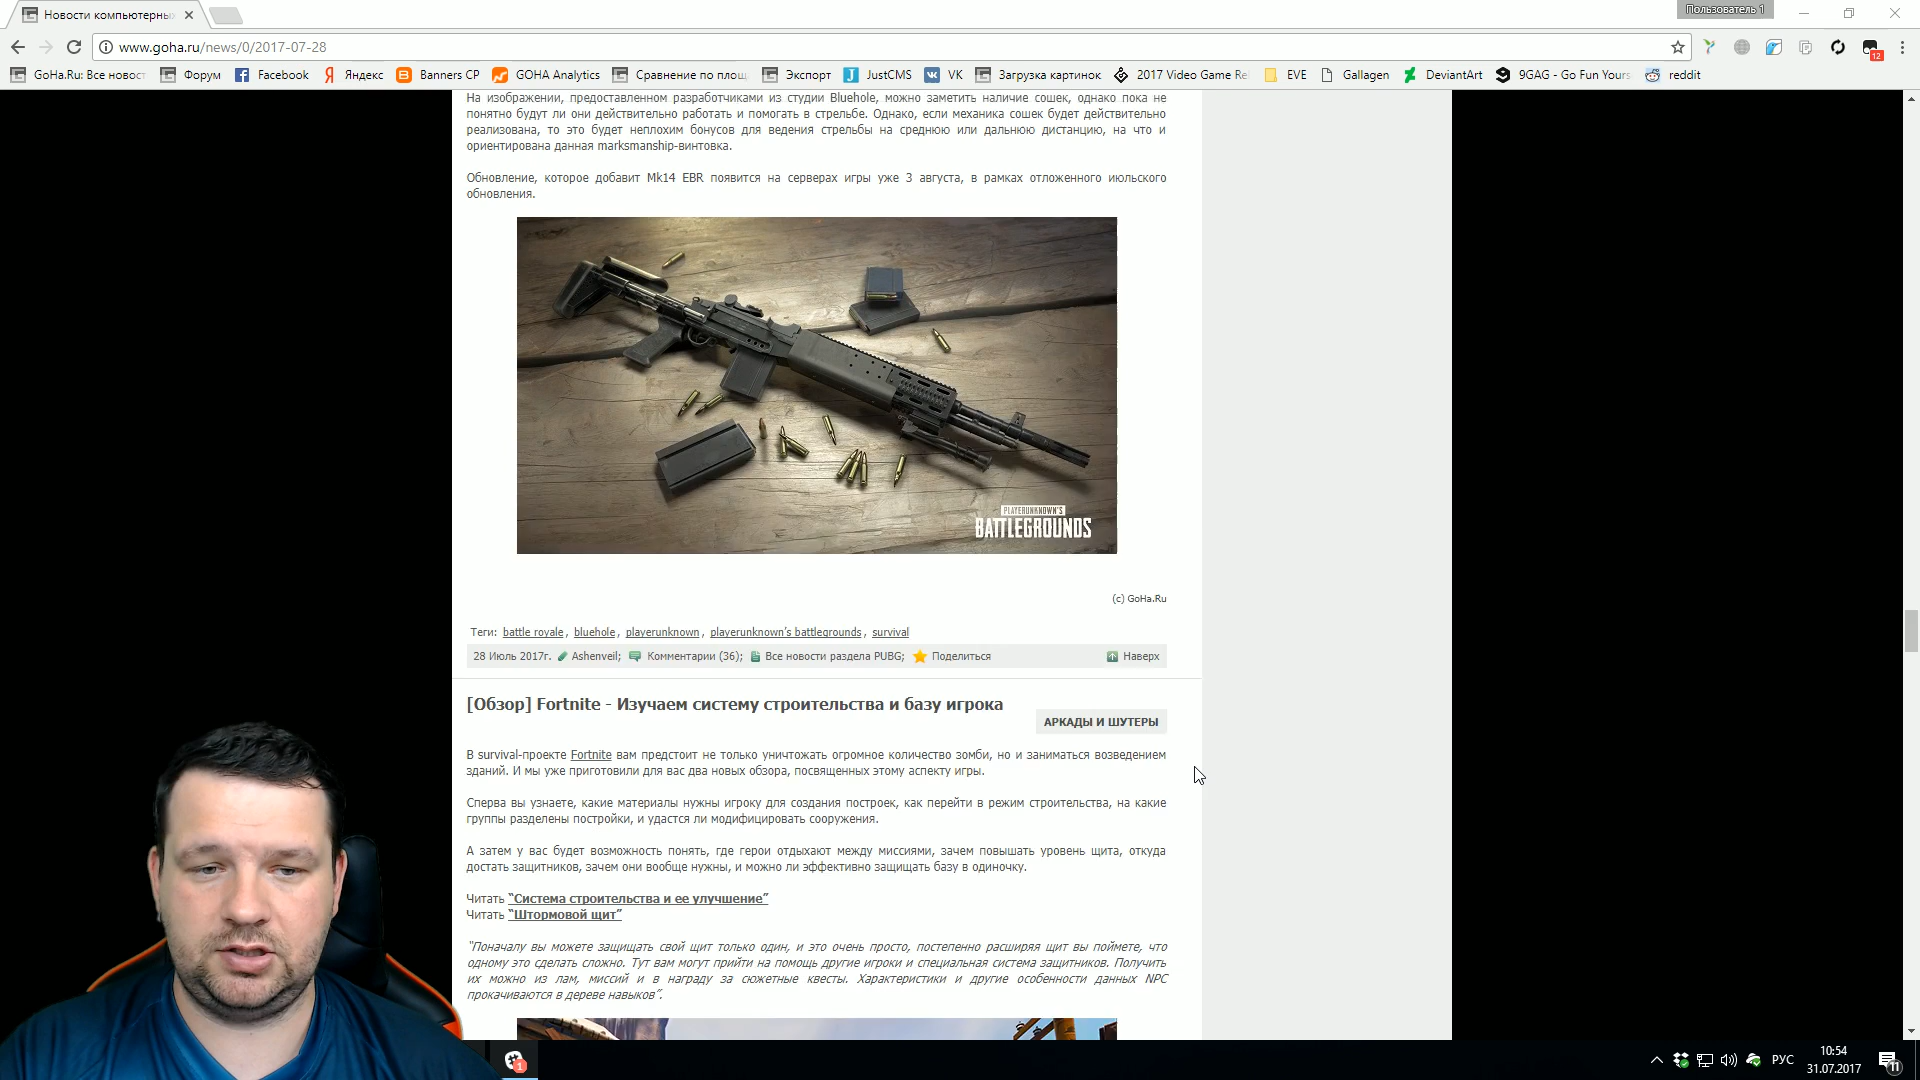 Новости компьютерных
Пользователь 1
www.goha.ru/news/0/2017-07-28
12
GoHa.Ru: Все новост
Форум
Facebook
Яндекс
Banners CP
GOHA Analytics
Сравнение по площ
Экспорт
JustCMS
VK
Загрузка картинок
2017 Video Game Rel
EVE
Gallagen
DeviantArt
9GAG - Go Fun Yours
reddit
На изображении, предоставленном разработчиками из студии Bluehole, можно заметить наличие сошек, однако пока не
понятно будут ли они действительно работать и помогать в стрельбе. Однако, если механика сошек будет действительно
реализована, то это будет неплохим бонусов для ведения стрельбы на среднюю или дальнюю дистанцию, на что и
ориентирована данная marksmanship-винтовка.
Обновление, которое добавит Mk14 EBR появится на серверах игры уже 3 августа, в рамках отложенного июльского
обновления.
PLAYERUNKNOWN'S
BATTLEGROUNDS
(c) GoHa.Ru
Теги: battle royale, bluehole, playerunknown, playerunknown's battlegrounds, survival
28 Июль 2017г. Ashenveil; Комментарии (36); Все новости раздела PUBG; Поделиться Наверх
[Обзор] Fortnite - Изучаем систему строительства и базу игрока
АРКАДЫ И ШУТЕРЫ
В survival-проекте Fortnite вам предстоит не только уничтожать огромное количество зомби, но и заниматься возведением
зданий. И мы уже приготовили для вас два новых обзора, посвященных этому аспекту игры.
Сперва вы узнаете, какие материалы нужны игроку для создания построек, как перейти в режим строительства, на какие
группы разделены постройки, и удастся ли модифицировать сооружения.
А затем у вас будет возможность понять, где герои отдыхают между миссиями, зачем повышать уровень щита, откуда
достать защитников, зачем они вообще нужны, и можно ли эффективно защищать базу в одиночку.
Читать “Система строительства и ее улучшение”
Читать “Штормовой щит”
“Поначалу вы можете защищать свой щит только один, и это очень просто, постепенно расширяя щит вы поймете, что
одному это сделать сложно. Тут вам могут прийти на помощь другие игроки и специальная система защитников. Получить
их можно из лам, миссий и в награду за сюжетные квесты. Характеристики и другие особенности данных NPC
прокачиваются в дереве навыков”.
1
РУС
10:54
31.07.2017
11